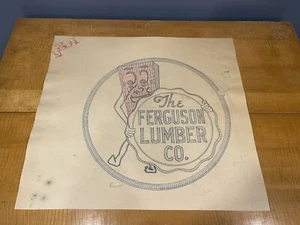 The
FERGUSON
LUMBER
CO.